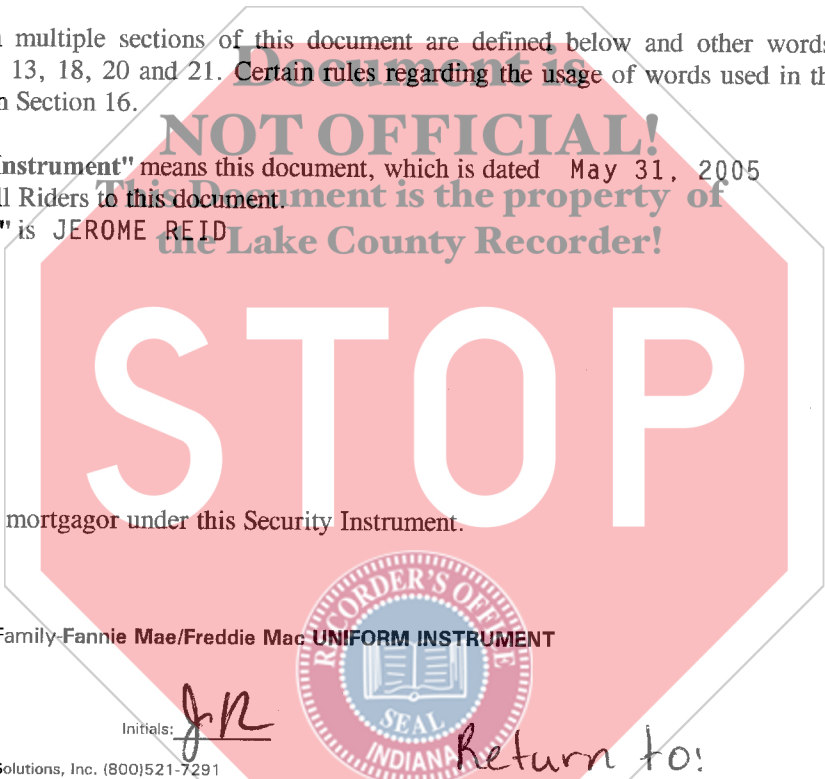 multiple sections of this document are defined below and other words
Document is
13, 18, 20 and 21. Certain rules regarding the usage of words used in
Section 16.
NOT OFFICIAL!
Instrument" means this document, which is dated May 31, 2005
This Document is the property of
Riders to this document.
" is JEROME REID
the Lake County Recorder!
STOP
mortgagor under this Security Instrument.
RECORDER'S OFFICE
Family-Fannie Mae/Freddie Mac UNIFORM INSTRUMENT
SEAL
INDIANA
Initials: JR
Return to:
Solutions, Inc. (800)521-7291